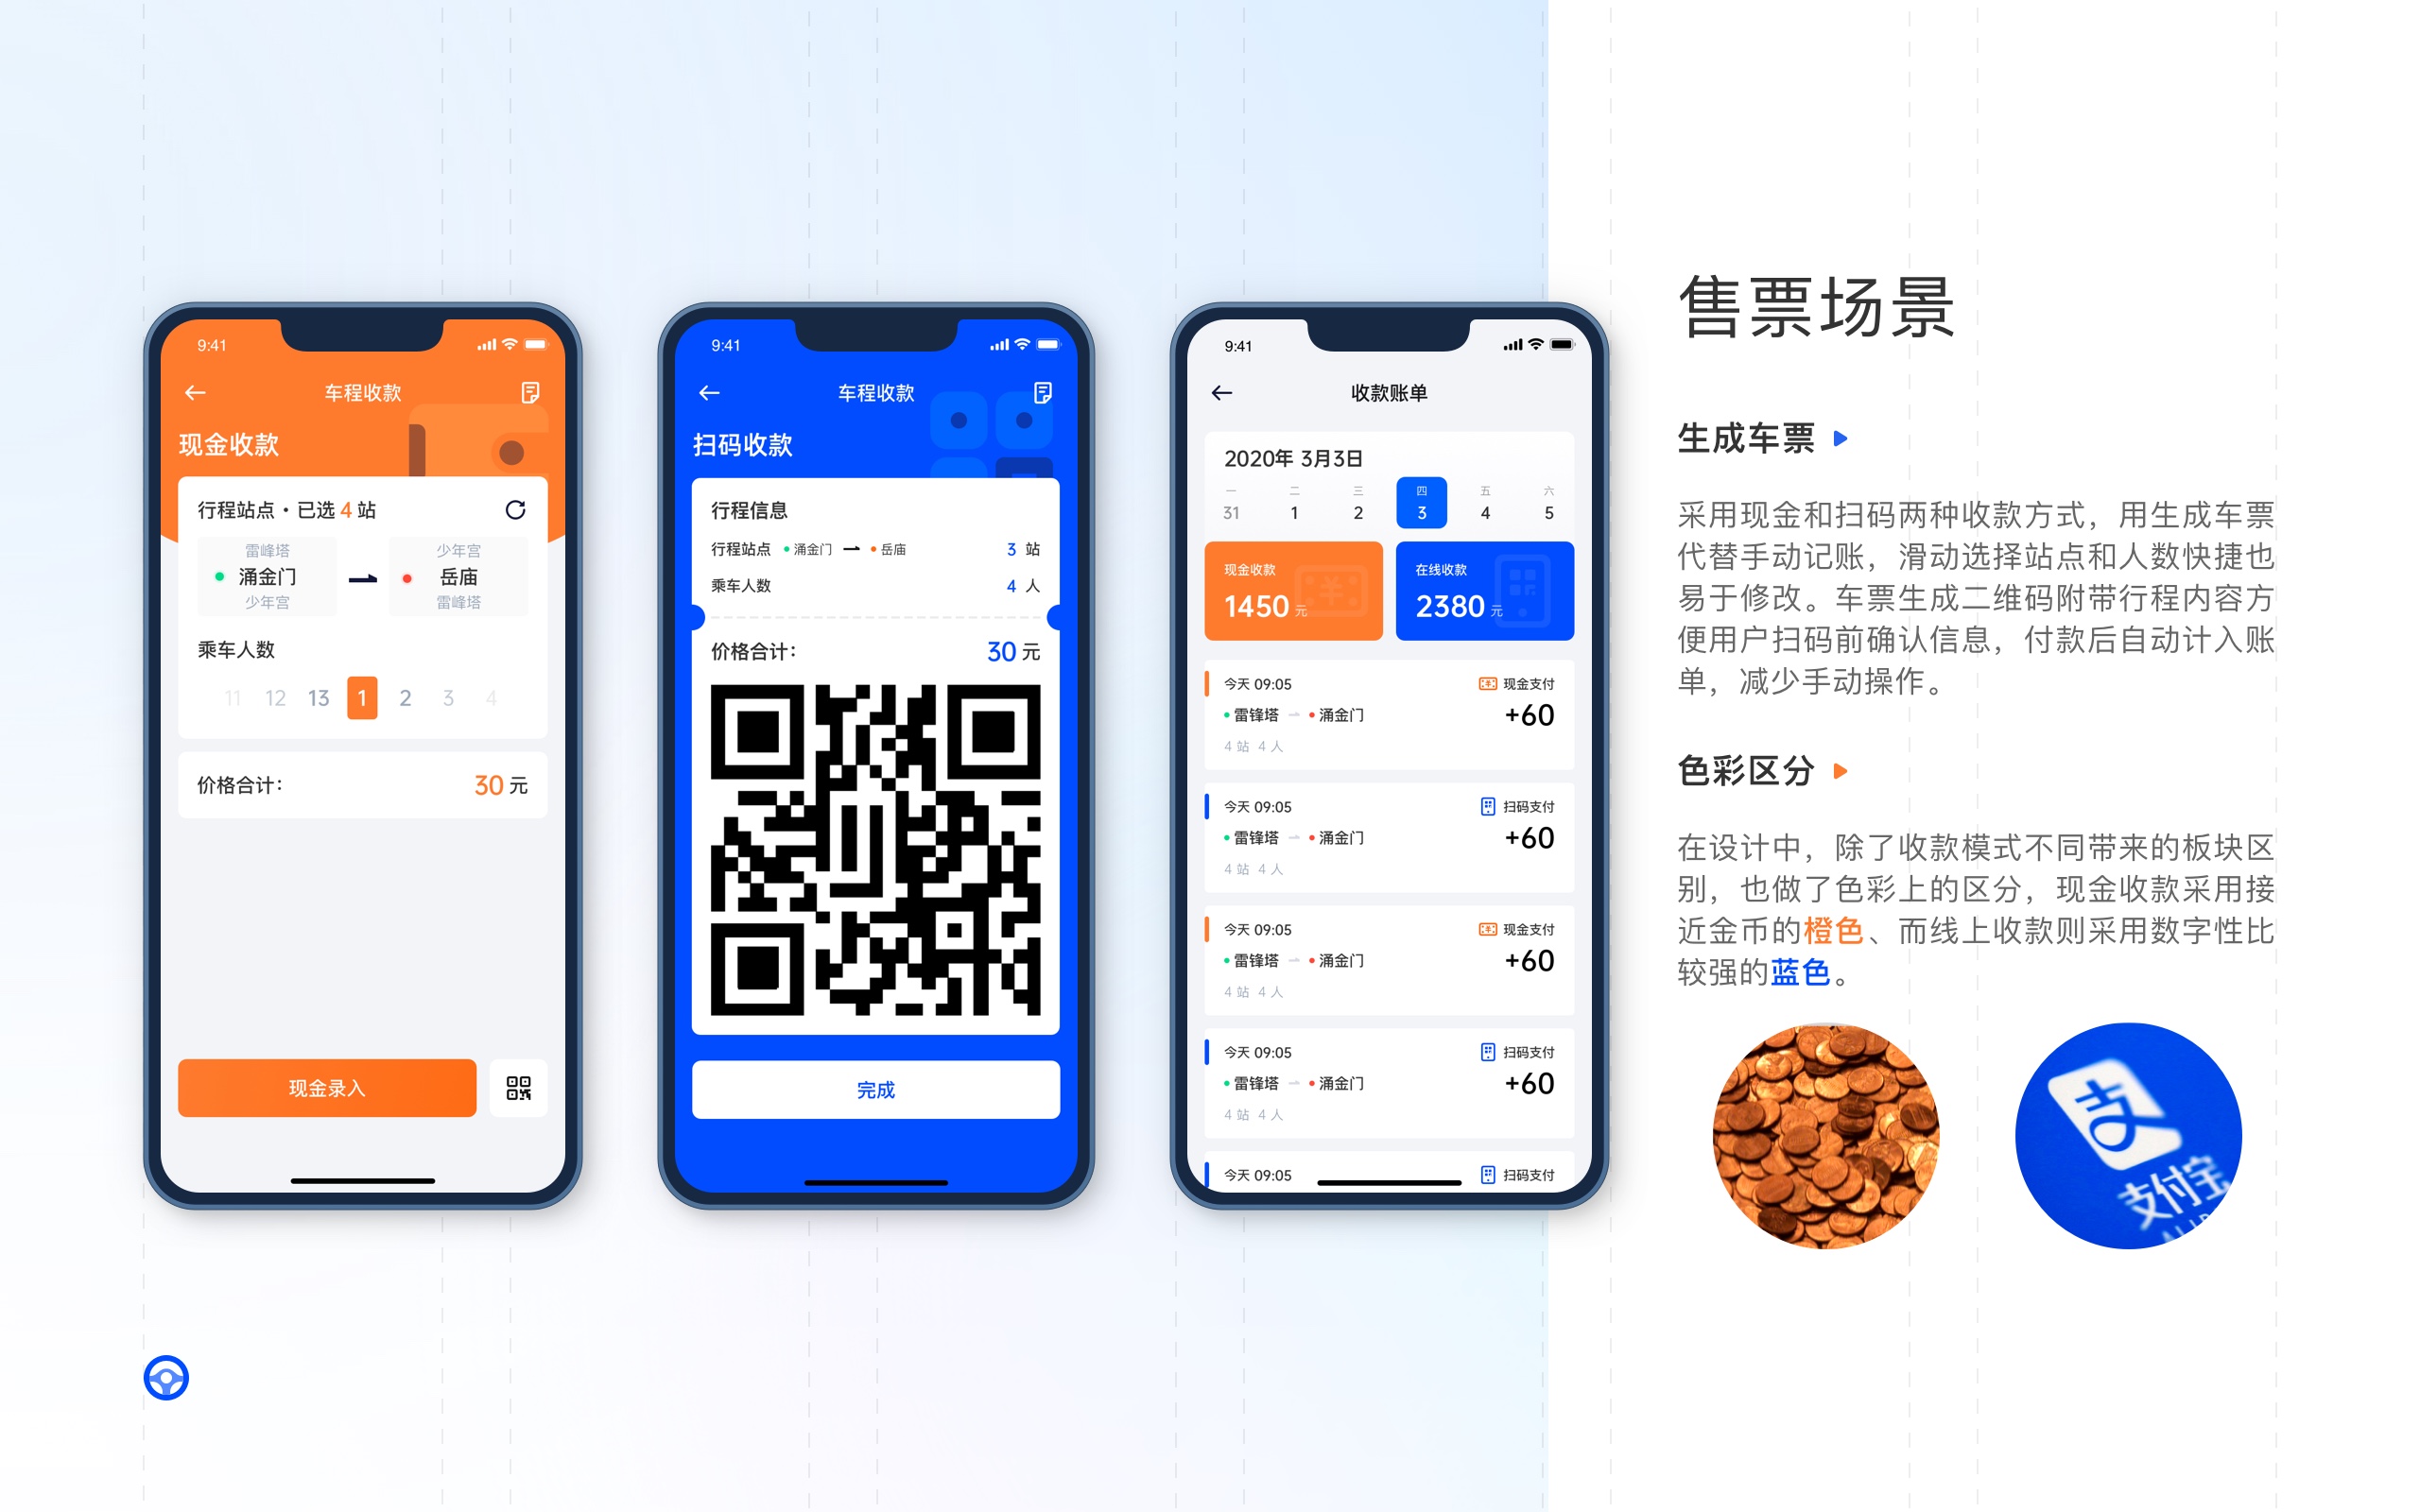 9:41
车程收款
现金收款
行程站点·已选 4 站
雷峰塔 少年宫
涌金门 岳庙
少年宫 雷峰塔
乘车人数
11 12 13 1 2 3 4
价格合计： 30 元
现金录入
9:41
车程收款
扫码收款
行程信息
行程站点 涌金门 岳庙 3 站
乘车人数 4 人
价格合计： 30 元
完成
9:41
收款账单
2020年 3月3日
一 二 三 四 五 六
31 1 2 3 4 5
现金收款 在线收款
1450 元 2380 元
今天 09:05 现金支付
雷锋塔 涌金门 +60
4 站 4 人
今天 09:05 扫码支付
雷锋塔 涌金门 +60
4 站 4 人
今天 09:05 现金支付
雷锋塔 涌金门 +60
4 站 4 人
今天 09:05 扫码支付
雷锋塔 涌金门 +60
4 站 4 人
今天 09:05 扫码支付
售票场景
生成车票
采用现金和扫码两种收款方式，用生成车票
代替手动记账，滑动选择站点和人数快捷也
易于修改。车票生成二维码附带行程内容方
便用户扫码前确认信息，付款后自动计入账
单，减少手动操作。
色彩区分
在设计中，除了收款模式不同带来的板块区
别，也做了色彩上的区分，现金收款采用接
近金币的橙色、而线上收款则采用数字性比
较强的蓝色。
支
支付宝